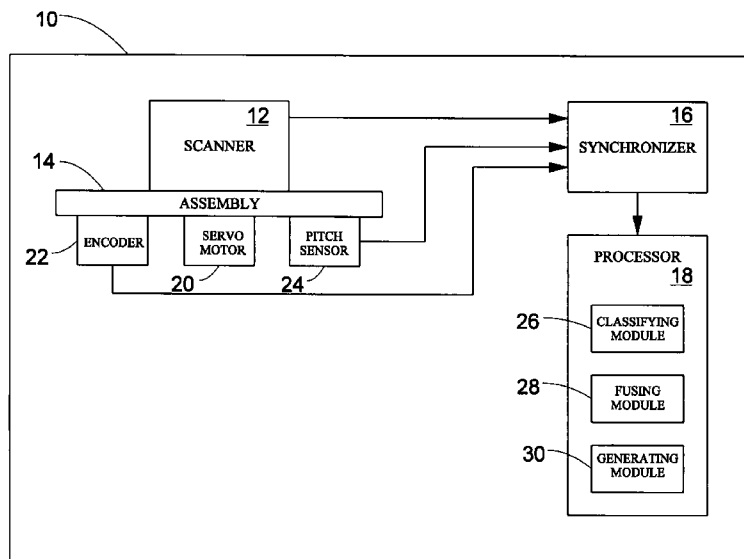 10
12
SCANNER
16
SYNCHRONIZER
14
ASSEMBLY
ENCODER
SERVO
MOTOR
PITCH
SENSOR
22
20
24
PROCESSOR
18
26
CLASSIFYING
MODULE
28
FUSING
MODULE
30
GENERATING
MODULE